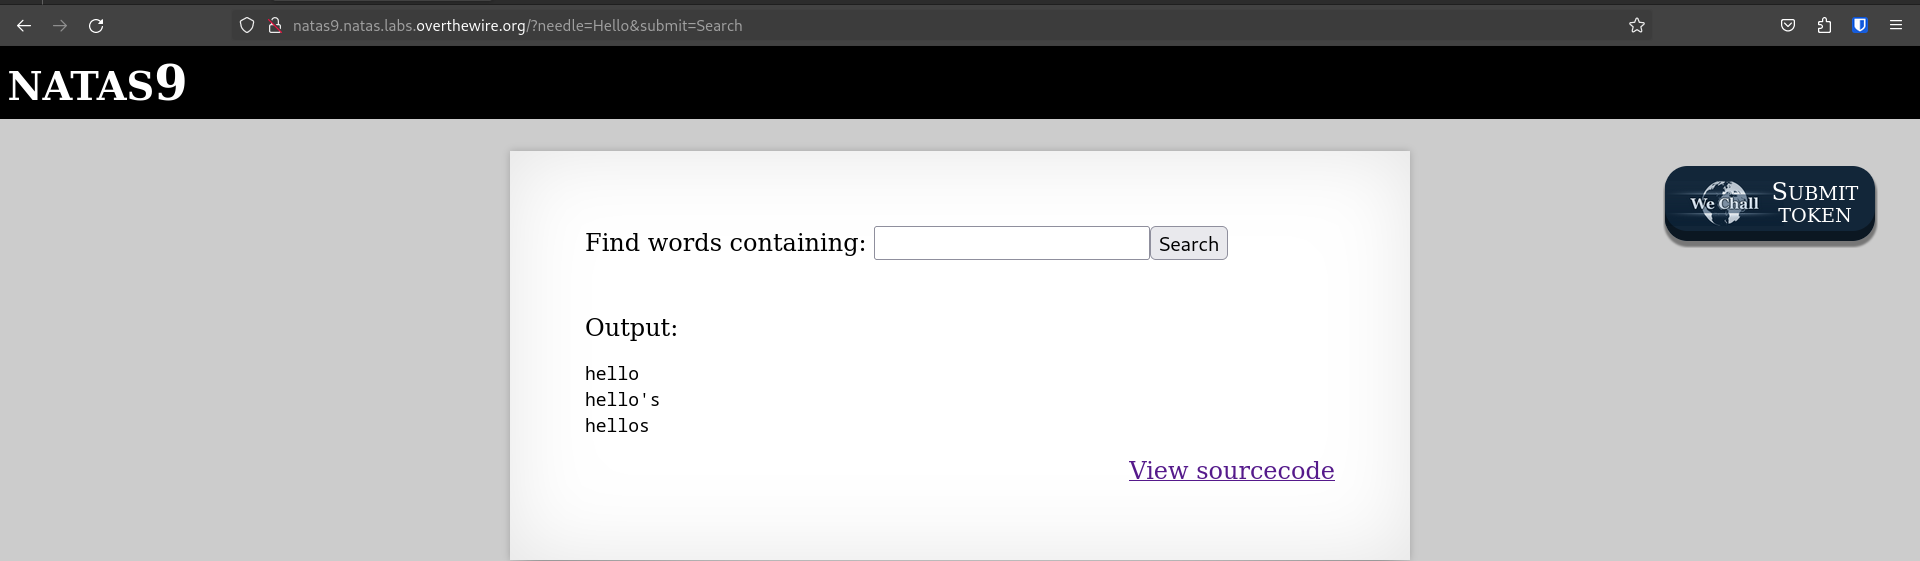 natas9.natas.labs.overthewire.org/?needle=Hello&submit=Search
NATAS9
We Chall SUBMIT TOKEN
Find words containing: Search
Output:
hello
hello's
hellos
View sourcecode